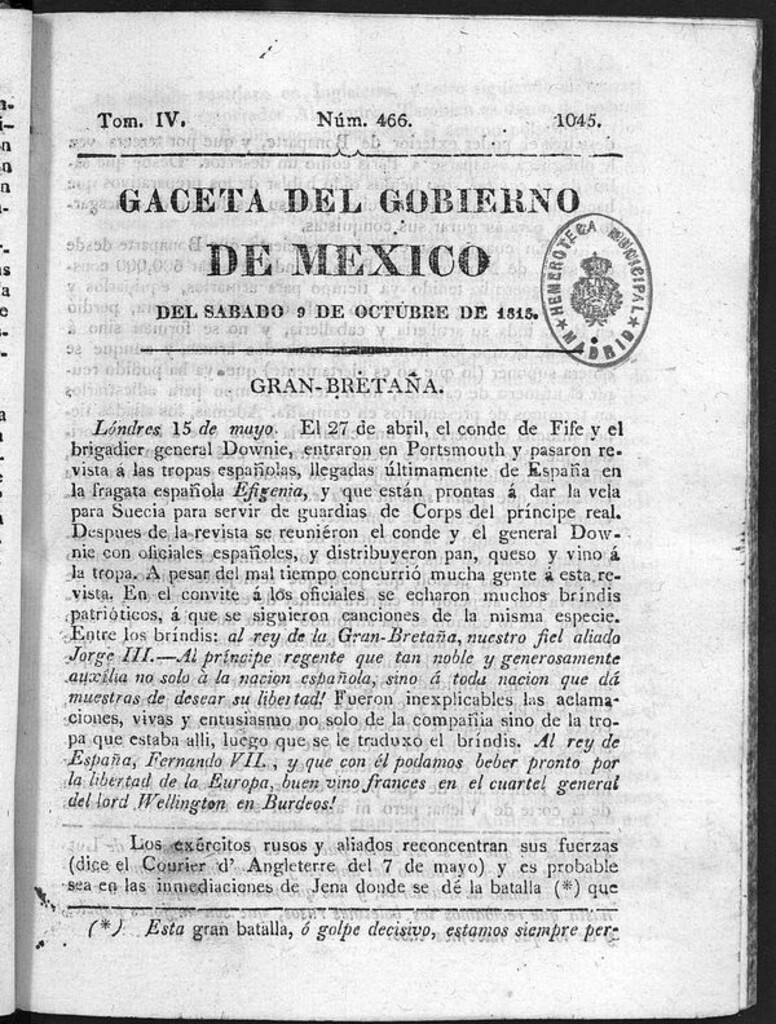 Tom. IV. Núm. 466. 1045.
GACETA DEL GOBIERNO
DE MEXICO
DEL SABADO 9 DE OCTUBRE DE 1813.
HEMEROTECA MUNICIPAL
★ MADRID ★
GRAN-BRETAÑA.
Lóndres 15 de mayo. El 27 de abril, el conde de Fife y el
brigadier general Downie, entraron en Portsmouth y pasaron re-
vista á las tropas españolas, llegadas últimamente de España en
la fragata española Efigenia, y que están prontas á dar la vela
para Suecia para servir de guardias de Corps del príncipe real.
Despues de la revista se reuniéron el conde y el general Dow-
nie con oficiales españoles, y distribuyeron pan, queso y vino á
la tropa. A pesar del mal tiempo concurrió mucha gente á esta re-
vista. En el convite á los oficiales se echaron muchos bríndis
patrióticos, á que se siguieron canciones de la misma especie.
Entre los bríndis: al rey de la Gran-Bretaña, nuestro fiel aliado
Jorge III.—Al príncipe regente que tan noble y generosamente
auxîlia no solo à la nacion española, sino á toda nacion que dá
muestras de desear su libertad! Fueron inexplicables las aclama-
ciones, vivas y entusiasmo no solo de la compañia sino de la tro-
pa que estaba alli, luego que se le traduxo el bríndis. Al rey de
España, Fernando VII., y que con él podamos beber pronto por
la libertad de la Europa, buen vino frances en el cuartel general
del lord Wellington en Burdeos!
Los exércitos rusos y aliados reconcentran sus fuerzas
(dice el Courier d' Angleterre del 7 de mayo) y es probable
sea en las inmediaciones de Jena donde se dé la batalla (*) que
(*) Esta gran batalla, ó golpe decisivo, estamos siempre per-